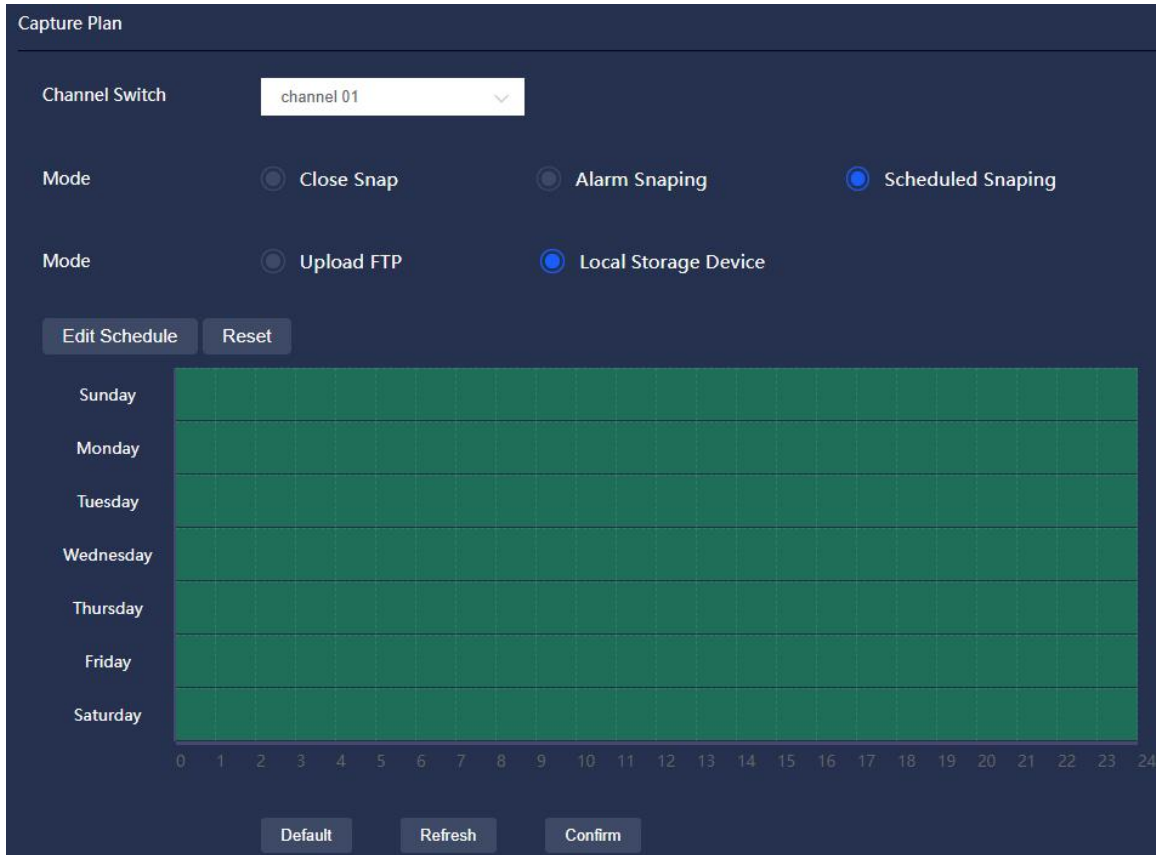 Capture Plan
Channel Switch channel 01
Mode Close Snap Alarm Snaping Scheduled Snaping
Mode Upload FTP Local Storage Device
Edit Schedule Reset
Sunday
Monday
Tuesday
Wednesday
Thursday
Friday
Saturday
0 1 2 3 4 5 6 7 8 9 10 11 12 13 14 15 16 17 18 19 20 21 22 23 24
Default Refresh Confirm